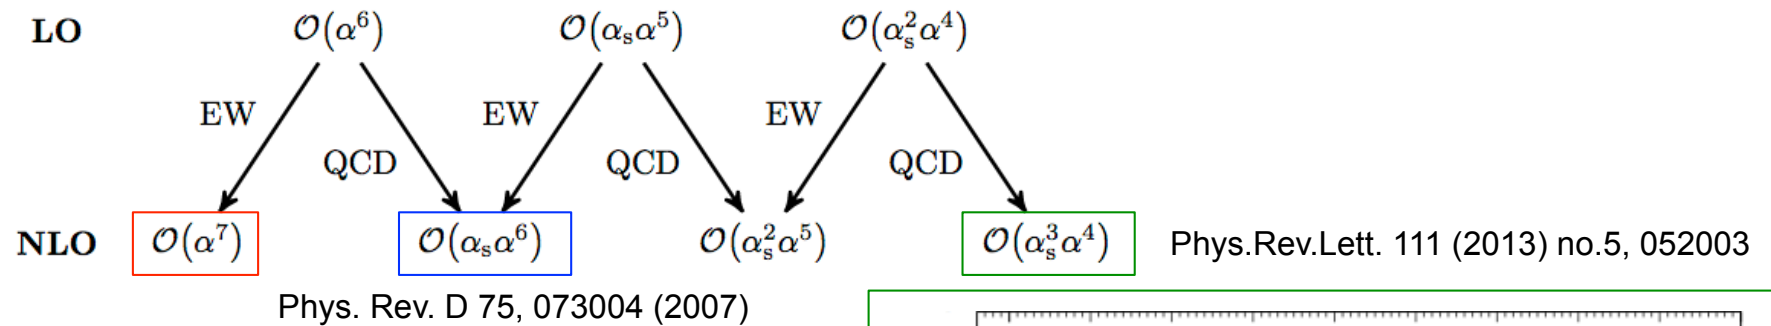 LO O(α⁶) O(αₛα⁵) O(αₛ²α⁴)
EW EW EW
QCD QCD QCD
NLO O(α⁷) O(αₛα⁶) O(αₛ²α⁵) O(αₛ³α⁴) Phys.Rev.Lett. 111 (2013) no.5, 052003
Phys. Rev. D 75, 073004 (2007)